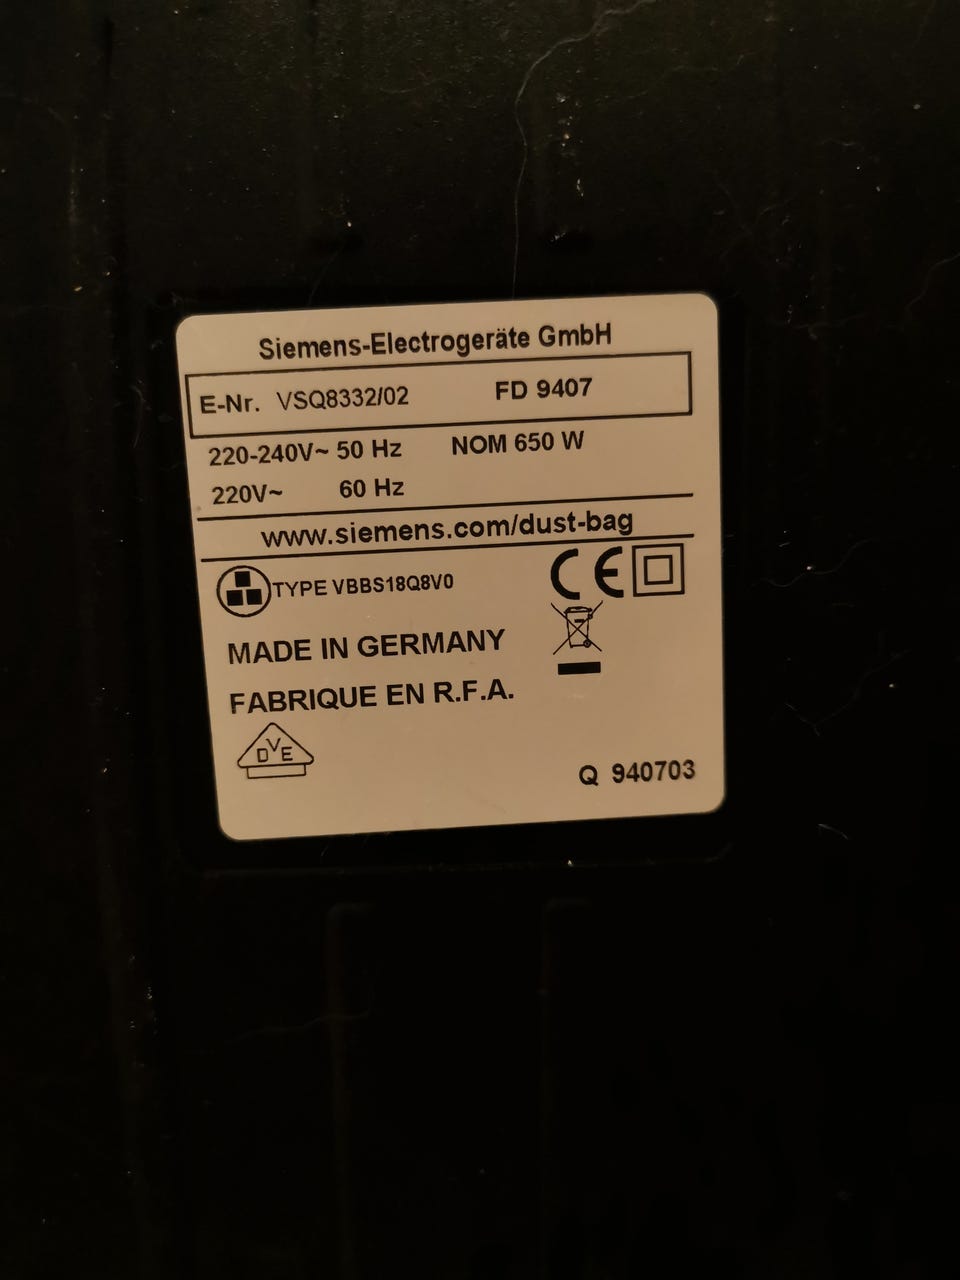 Siemens-Electrogeräte GmbH
E-Nr. VSQ8332/02 FD 9407
220-240V~ 50 Hz NOM 650 W
220V~ 60 Hz
www.siemens.com/dust-bag
TYPE VBBS18Q8V0 CE
MADE IN GERMANY
FABRIQUE EN R.F.A.
DVE
Q 940703